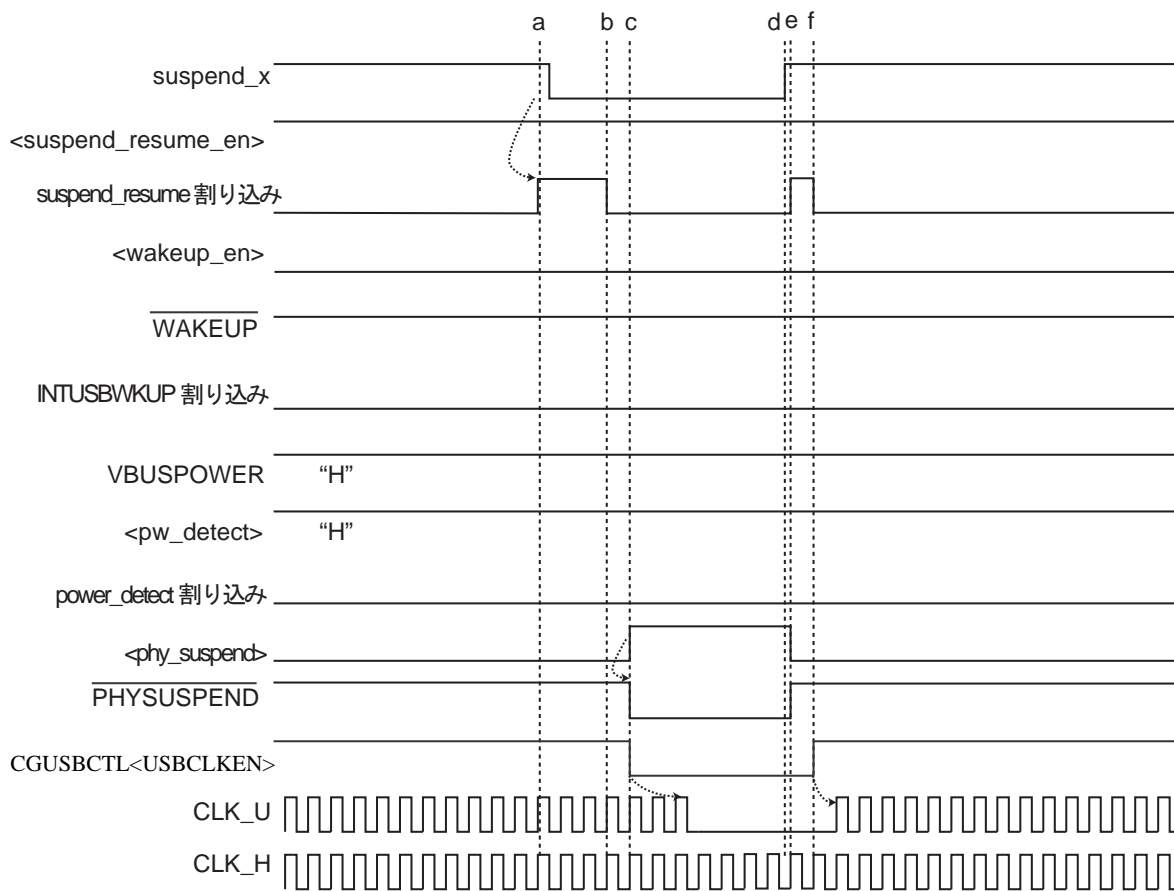 a b c d e f
suspend_x
<suspend_resume_en>
suspend_resume 割り込み
<wakeup_en>
WAKEUP
INTUSBWKUP 割り込み
VBUSPOWER “H”
<pw_detect> “H”
power_detect 割り込み
<phy_suspend>
PHYSUSPEND
CGUSBCTL<USBCLKEN>
CLK_U
CLK_H